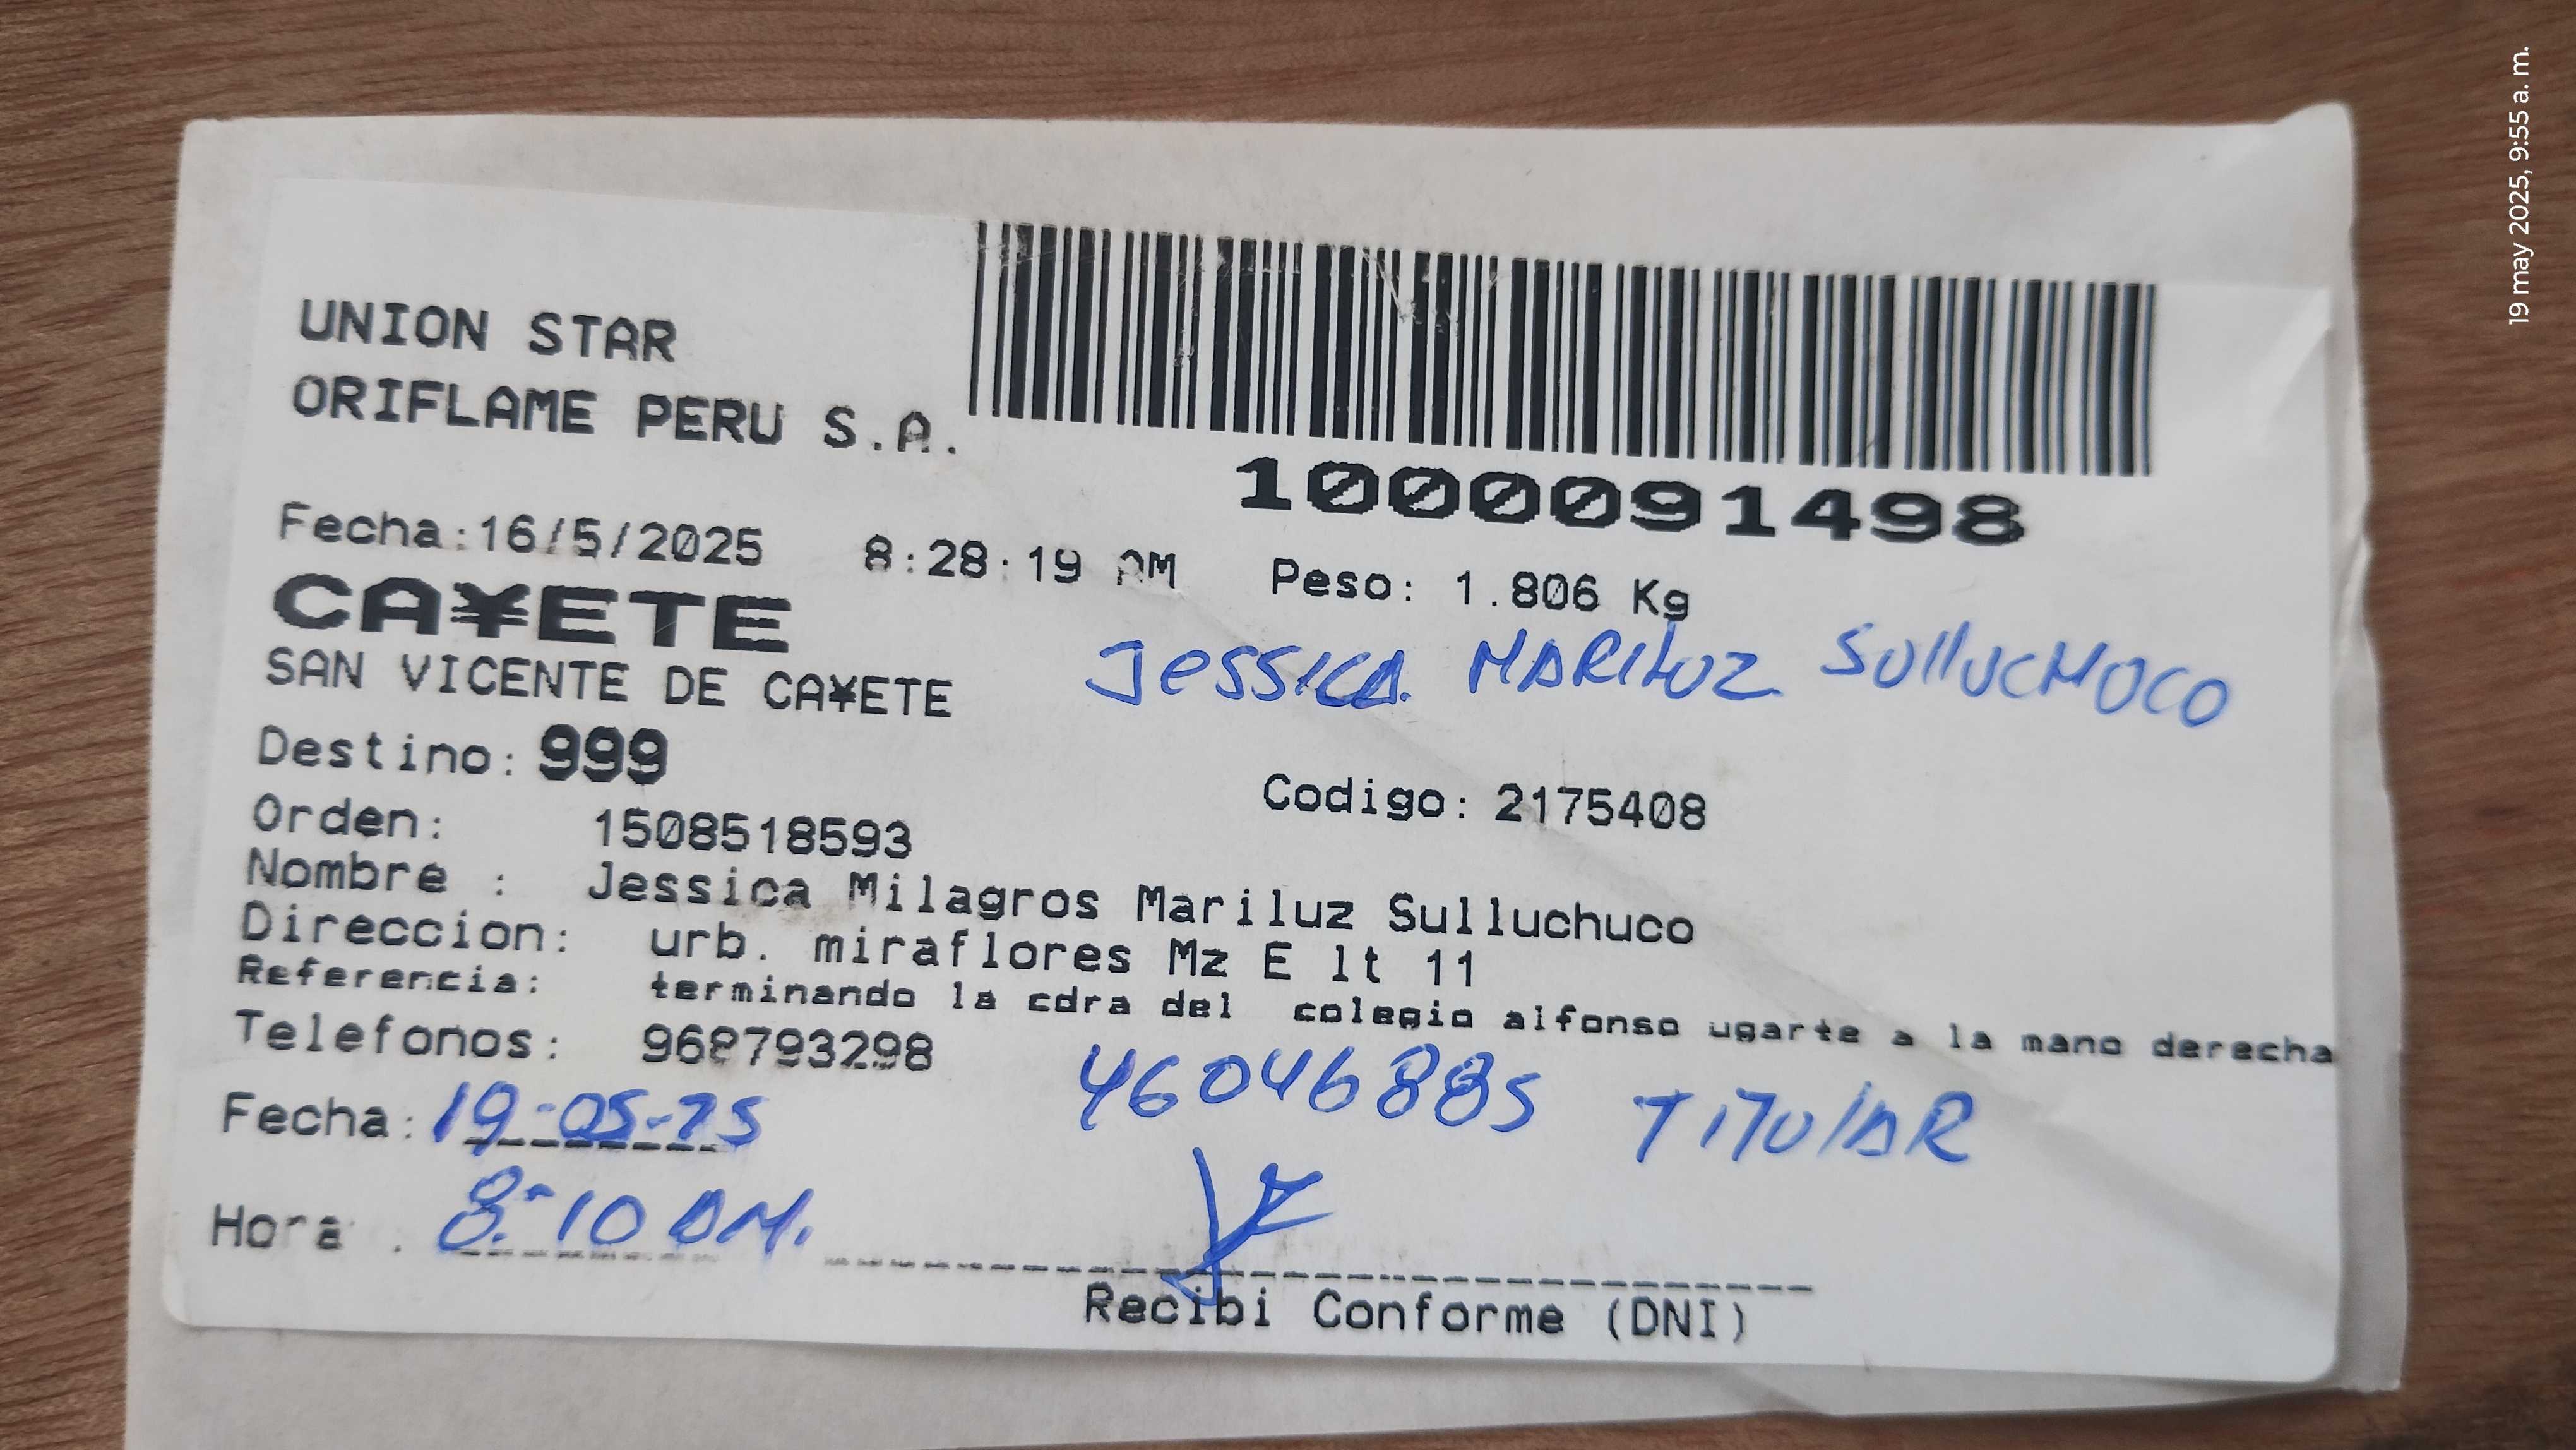 19 may 2025, 9:55 a. m.
UNION STAR
ORIFLAME PERU S.A.
1000091498
Fecha:16/5/2025 8:28:19 AM Peso: 1.806 Kg
CA¥ETE
SAN VICENTE DE CA¥ETE
JESSICA MARILUZ SULLUCHUCO
Destino: 999
Codigo: 2175408
Orden: 1508518593
Nombre : Jessica Milagros Mariluz Sulluchuco
Direccion: urb. miraflores Mz E lt 11
Referencia: terminando la cdra del colegio alfonso ugarte a la mano derecha
Telefonos: 968793298
46046885 TITULAR
Fecha: 19-05-25
Hora : 8:10 AM.
Recibi Conforme (DNI)